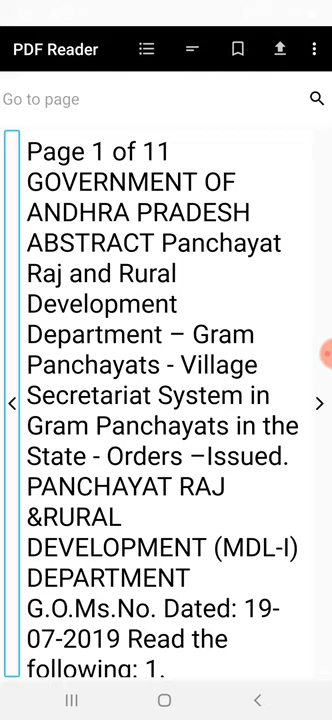 PDF Reader
Go to page
Page 1 of 11
GOVERNMENT OF
ANDHRA PRADESH
ABSTRACT Panchayat
Raj and Rural
Development
Department – Gram
Panchayats - Village
Secretariat System in
Gram Panchayats in the
State - Orders –Issued.
PANCHAYAT RAJ
&RURAL
DEVELOPMENT (MDL-I)
DEPARTMENT
G.O.Ms.No. Dated: 19-
07-2019 Read the
following: 1.